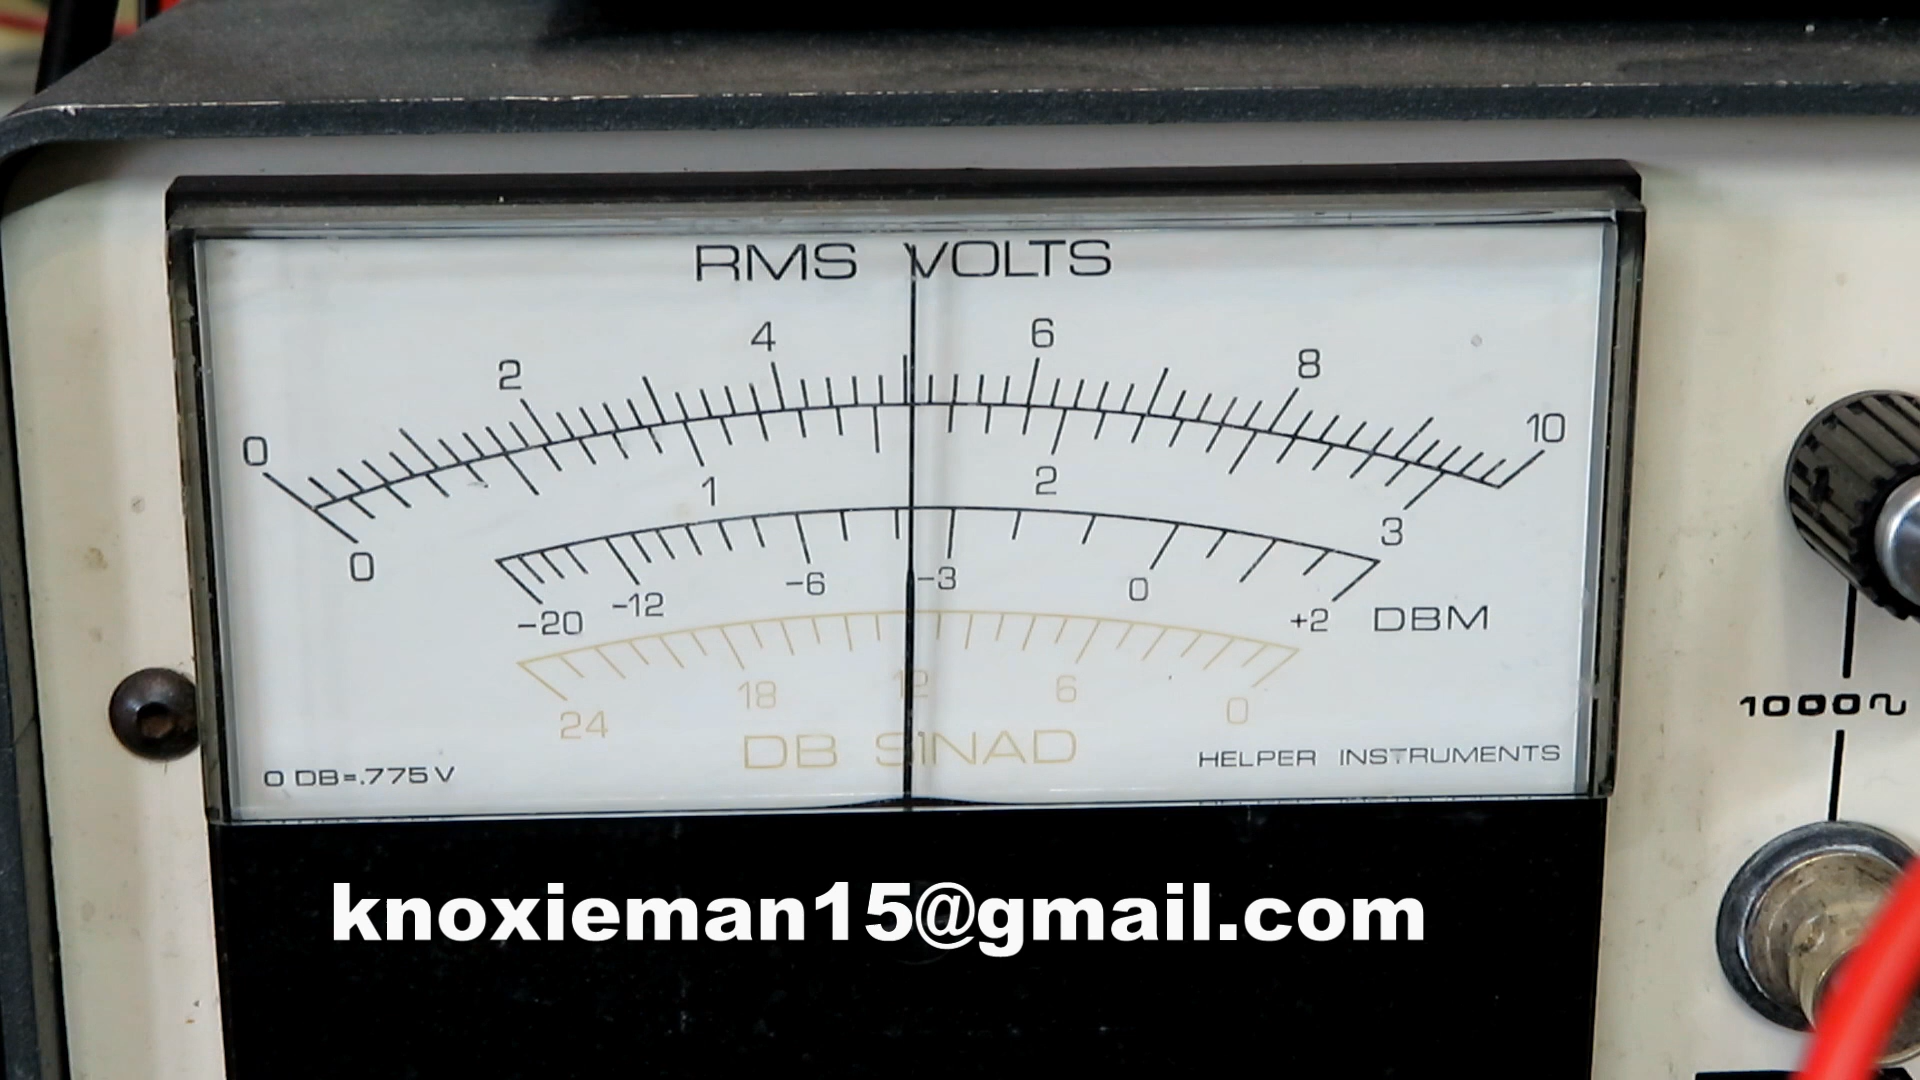 RMS VOLTS
0 2 4 6 8 10
0 1 2 3
-20 -12 -6 -3 0 +2 DBM
24 18 12 6 0
DB SINAD
0 DB=.775 V
HELPER INSTRUMENTS
1000∿
knoxieman15@gmail.com